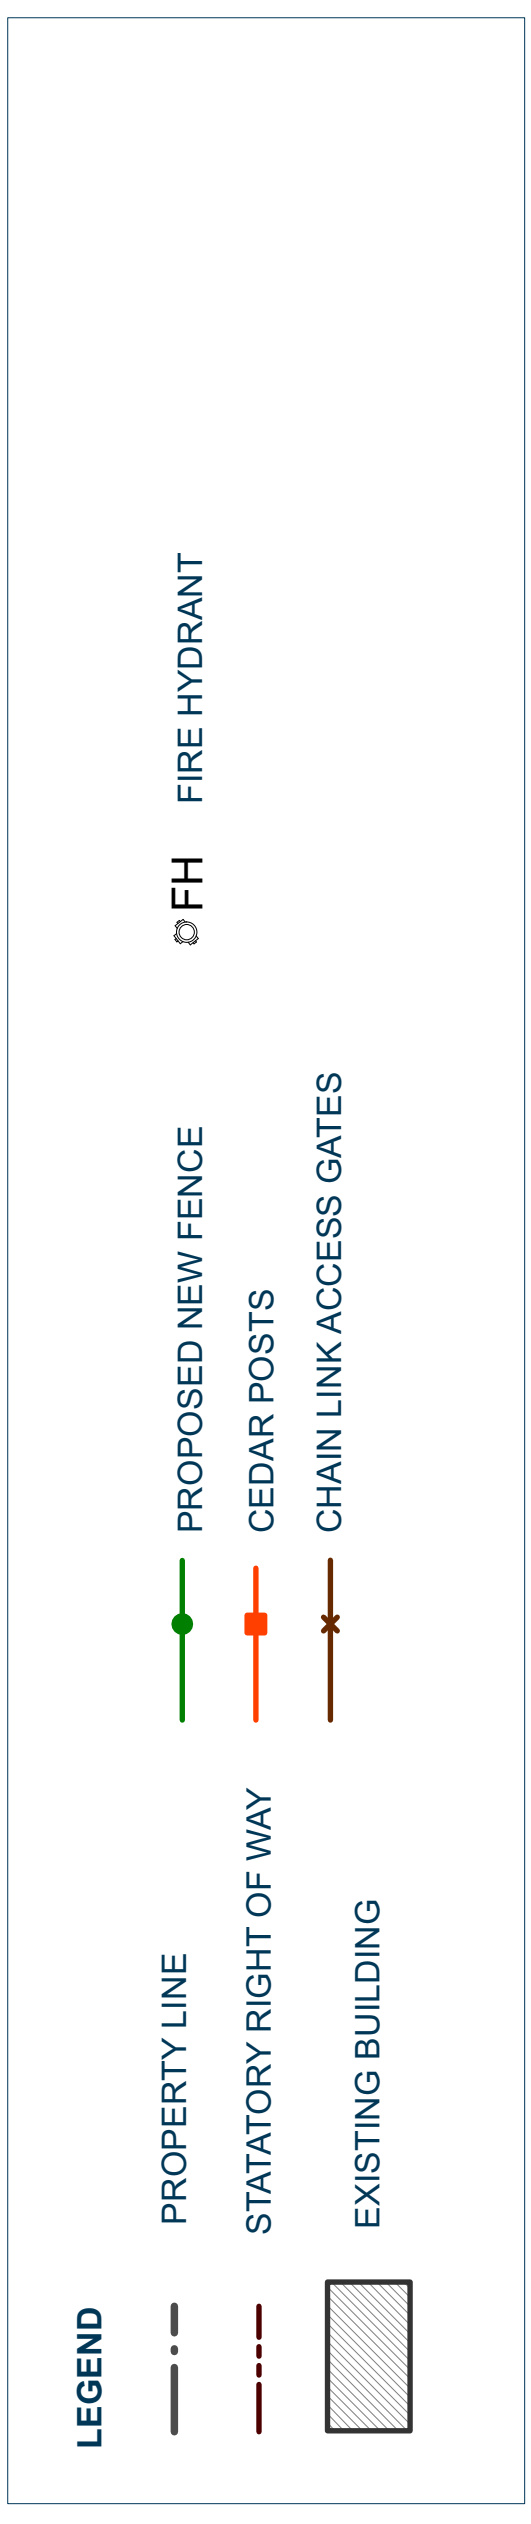 LEGEND
PROPERTY LINE
STATATORY RIGHT OF WAY
EXISTING BUILDING
PROPOSED NEW FENCE
CEDAR POSTS
CHAIN LINK ACCESS GATES
FH FIRE HYDRANT